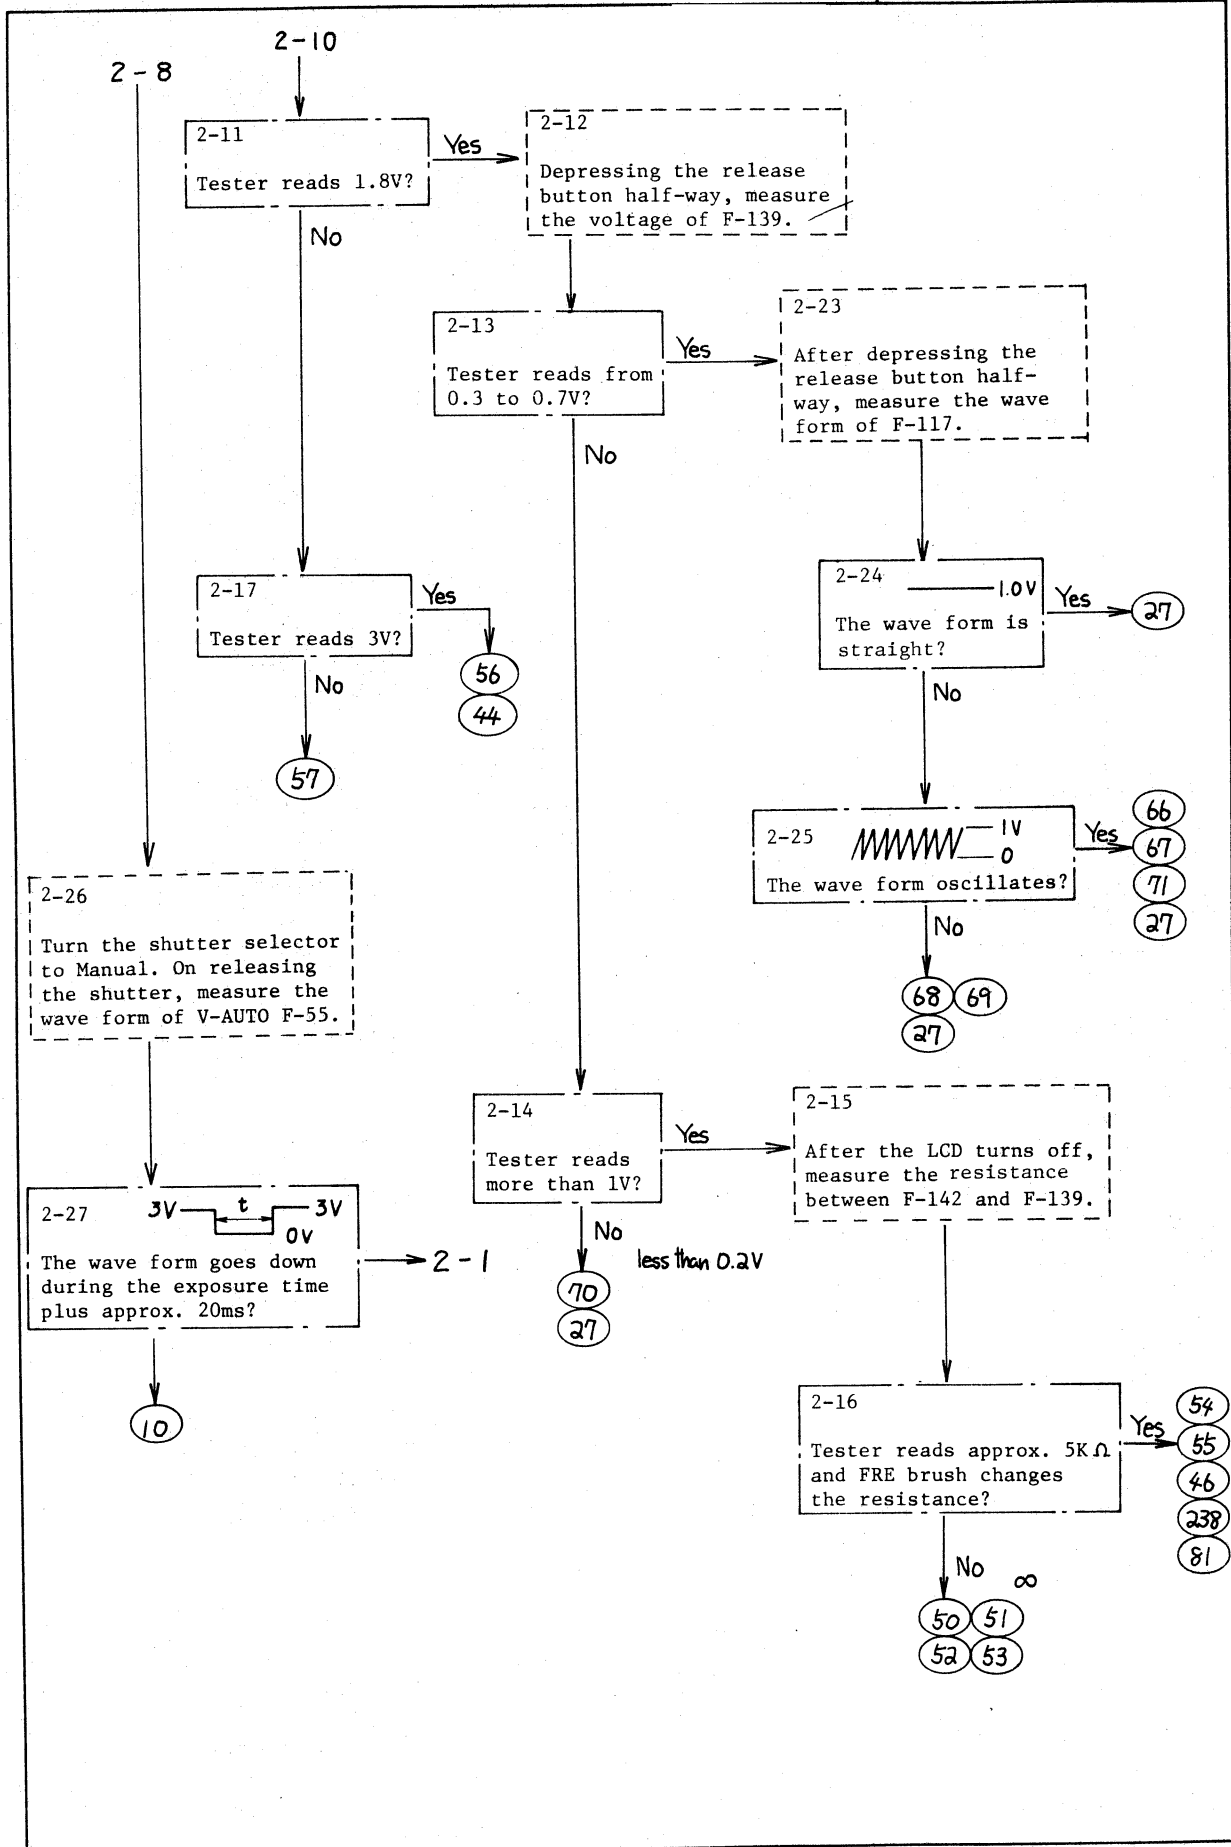 2-10
2-8
2-11
Tester reads 1.8V?
Yes
No
2-12
Depressing the release
button half-way, measure
the voltage of F-139.
2-13
Tester reads from
0.3 to 0.7V?
Yes
No
2-23
After depressing the
release button half-
way, measure the wave
form of F-117.
2-24
1.0V
The wave form is
straight?
Yes
27
No
2-17
Tester reads 3V?
Yes
56
44
No
57
2-25
1V
0
The wave form oscillates?
Yes
66
67
71
27
No
68 69
27
2-26
Turn the shutter selector
to Manual. On releasing
the shutter, measure the
wave form of V-AUTO F-55.
2-27
3V t 3V
0V
The wave form goes down
during the exposure time
plus approx. 20ms?
2-1
10
2-14
Tester reads
more than 1V?
Yes
No
less than 0.2V
70
27
2-15
After the LCD turns off,
measure the resistance
between F-142 and F-139.
2-16
Tester reads approx. 5KΩ
and FRE brush changes
the resistance?
Yes
54
55
46
238
81
No ∞
50 51
52 53